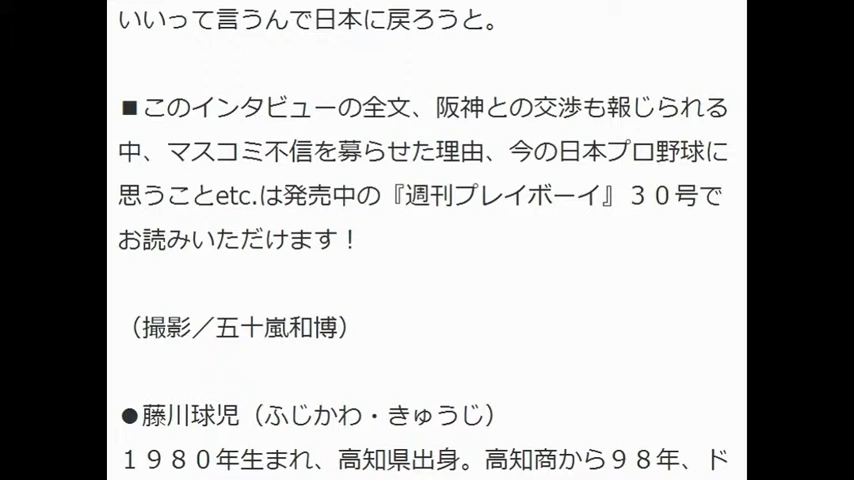 いいって言うんで日本に戻ろうと。
■このインタビューの全文、阪神との交渉も報じられる
中、マスコミ不信を募らせた理由、今の日本プロ野球に
思うことetc.は発売中の『週刊プレイボーイ』３０号で
お読みいただけます！
（撮影／五十嵐和博）
●藤川球児（ふじかわ・きゅうじ）
１９８０年生まれ、高知県出身。高知商から９８年、ド